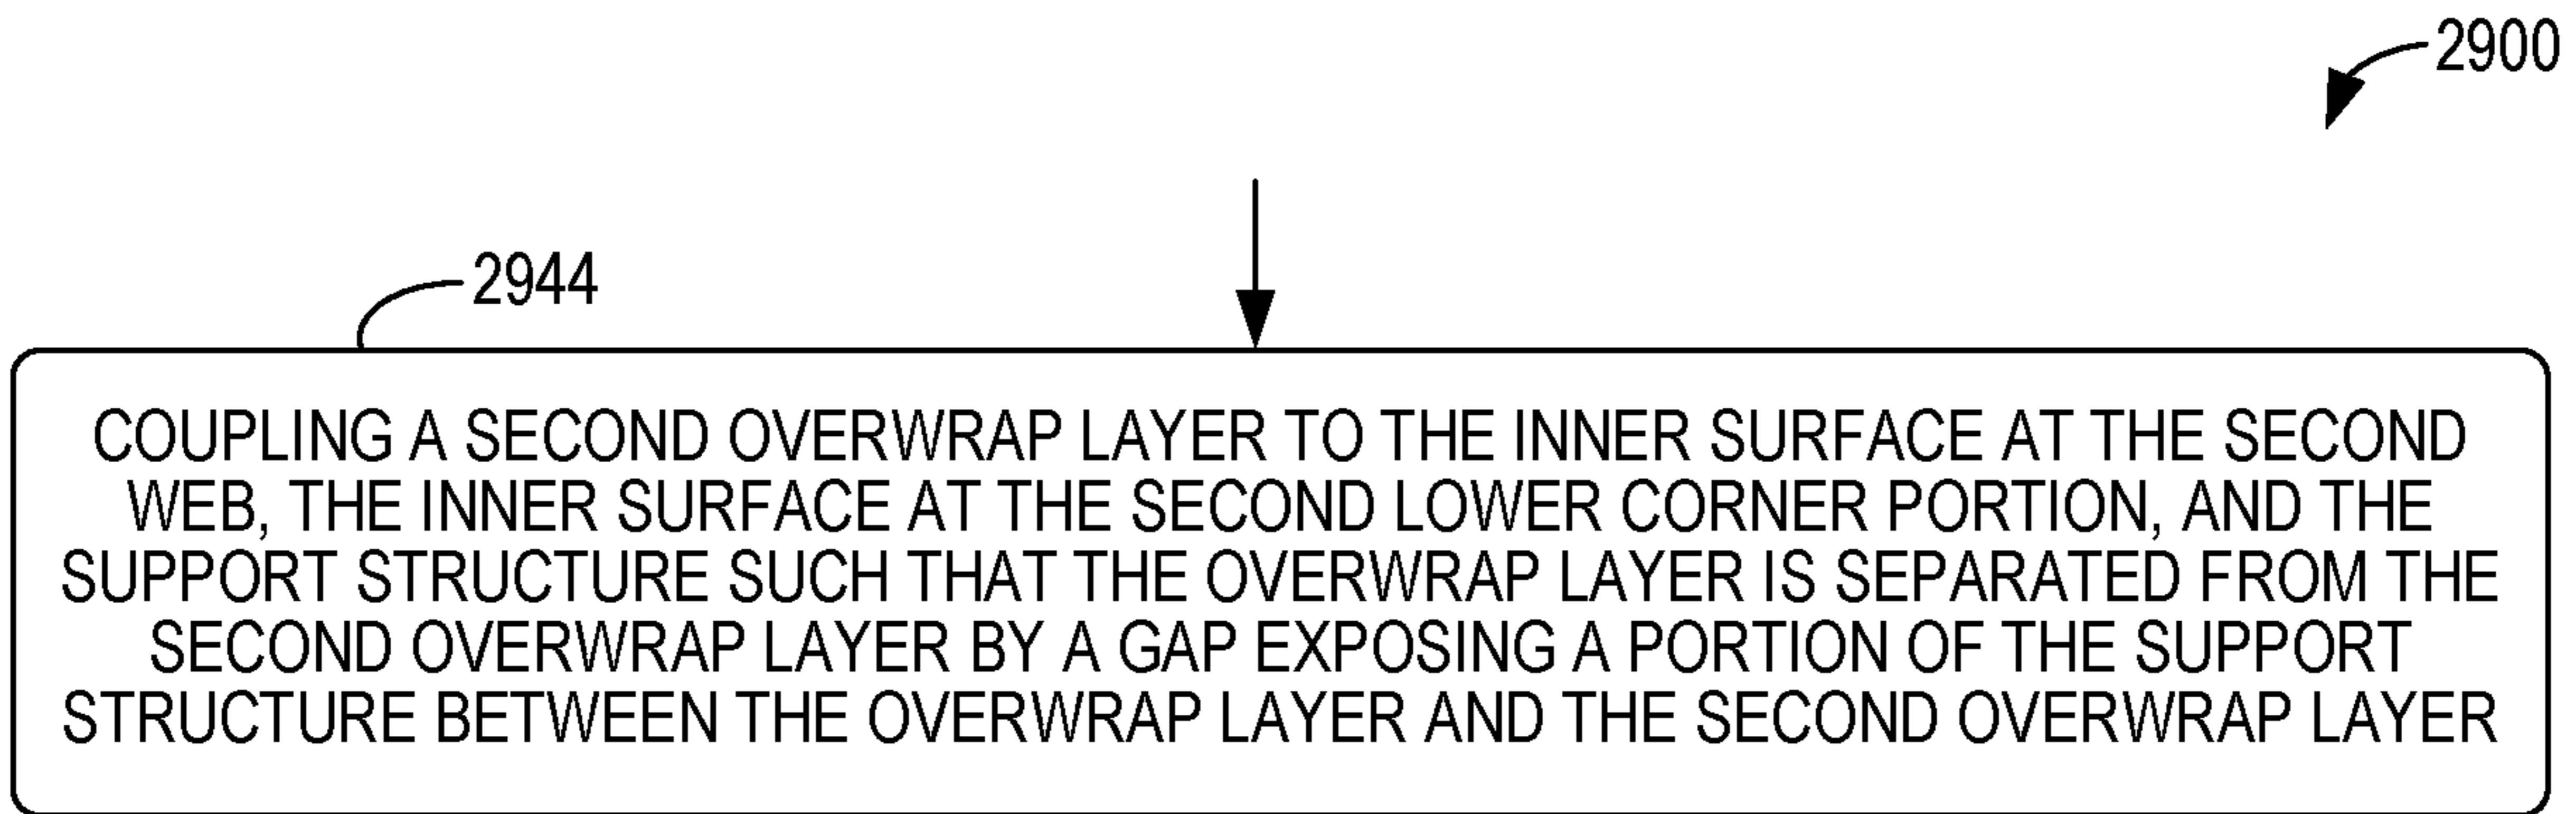 2900
2944
COUPLING A SECOND OVERWRAP LAYER TO THE INNER SURFACE AT THE SECOND
WEB, THE INNER SURFACE AT THE SECOND LOWER CORNER PORTION, AND THE
SUPPORT STRUCTURE SUCH THAT THE OVERWRAP LAYER IS SEPARATED FROM THE
SECOND OVERWRAP LAYER BY A GAP EXPOSING A PORTION OF THE SUPPORT
STRUCTURE BETWEEN THE OVERWRAP LAYER AND THE SECOND OVERWRAP LAYER